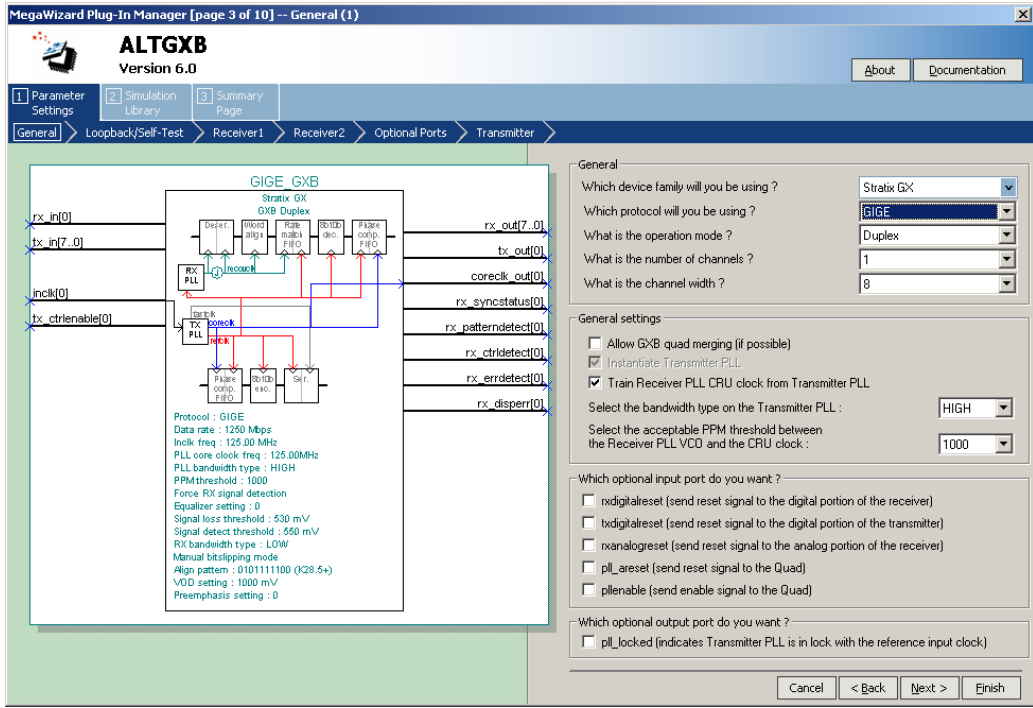 MegaWizard Plug-In Manager [page 3 of 10] -- General (1)
ALTGXB
Version 6.0
About
Documentation
1 Parameter Settings
2 Simulation Library
3 Summary Page
General
Loopback/Self-Test
Receiver1
Receiver2
Optional Ports
Transmitter
GIGE_GXB
Stratix GX
GXB Duplex
rx_in[0]
tx_in[7..0]
inclk[0]
tx_ctrlenable[0]
Deser.
Word align
Rate match FIFO
8b10b dec.
Phase comp. FIFO
RX PLL
recovclk
fastclk
TX PLL
coreclk
refclk
Phase comp. FIFO
8b10b enc.
Ser.
rx_out[7..0]
tx_out[0]
coreclk_out[0]
rx_syncstatus[0]
rx_patterndetect[0]
rx_ctrldetect[0]
rx_errdetect[0]
rx_disperr[0]
Protocol : GIGE
Data rate : 1250 Mbps
Inclk freq : 125.00 MHz
PLL core clock freq : 125.00MHz
PLL bandwidth type : HIGH
PPM threshold : 1000
Force RX signal detection
Equalizer setting : 0
Signal loss threshold : 530 mV
Signal detect threshold : 550 mV
RX bandwidth type : LOW
Manual bitslipping mode
Align pattern : 0101111100 (K28.5+)
VOD setting : 1000 mV
Preemphasis setting : 0
General
Which device family will you be using ?
Stratix GX
Which protocol will you be using ?
GIGE
What is the operation mode ?
Duplex
What is the number of channels ?
1
What is the channel width ?
8
General settings
Allow GXB quad merging (if possible)
Instantiate Transmitter PLL
Train Receiver PLL CRU clock from Transmitter PLL
Select the bandwidth type on the Transmitter PLL :
HIGH
Select the acceptable PPM threshold between
the Receiver PLL VCO and the CRU clock :
1000
Which optional input port do you want ?
rxdigitalreset (send reset signal to the digital portion of the receiver)
txdigitalreset (send reset signal to the digital portion of the transmitter)
rxanalogreset (send reset signal to the analog portion of the receiver)
pll_areset (send reset signal to the Quad)
pllenable (send enable signal to the Quad)
Which optional output port do you want ?
pll_locked (indicates Transmitter PLL is in lock with the reference input clock)
Cancel
< Back
Next >
Finish